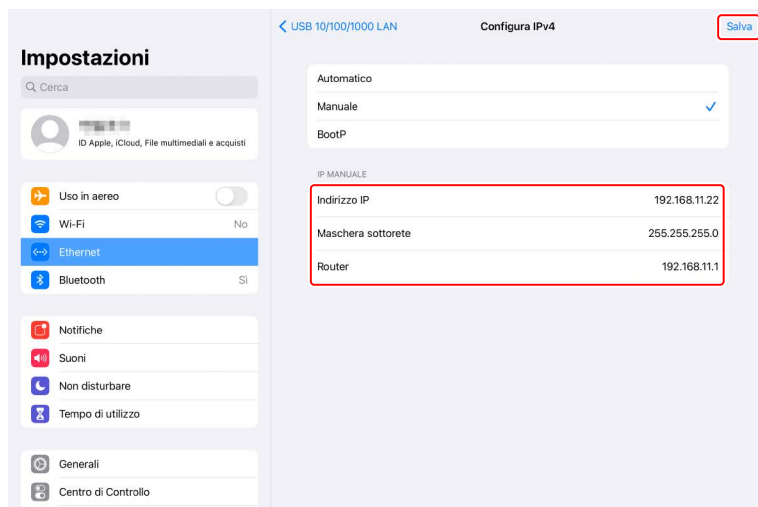 USB 10/100/1000 LAN
Configura IPv4
Salva
Impostazioni
Cerca
ID Apple, iCloud, File multimediali e acquisti
Uso in aereo
Wi-Fi
No
Ethernet
Bluetooth
Sì
Notifiche
Suoni
Non disturbare
Tempo di utilizzo
Generali
Centro di Controllo
Automatico
Manuale
BootP
IP MANUALE
Indirizzo IP
192.168.11.22
Maschera sottorete
255.255.255.0
Router
192.168.11.1